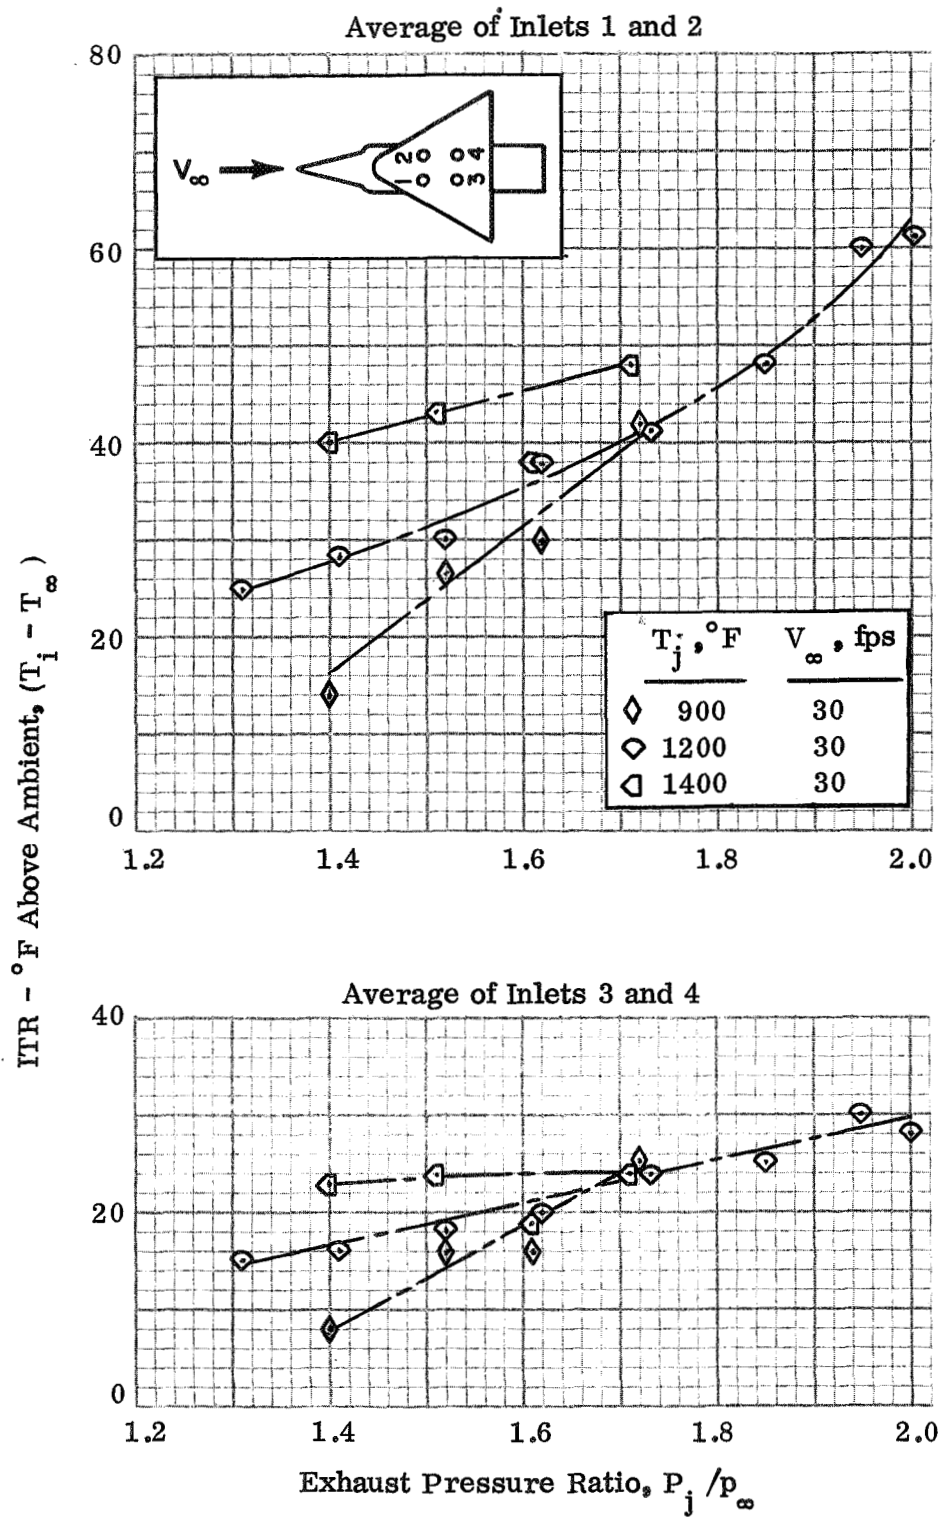 Average of Inlets 1 and 2
80
60
40
20
0
V∞
1 2
3 4
T_j, °F V∞, fps
900 30
1200 30
1400 30
1.2 1.4 1.6 1.8 2.0
ITR - °F Above Ambient, (T_i - T∞)
Average of Inlets 3 and 4
40
20
0
1.2 1.4 1.6 1.8 2.0
Exhaust Pressure Ratio, P_j/p∞